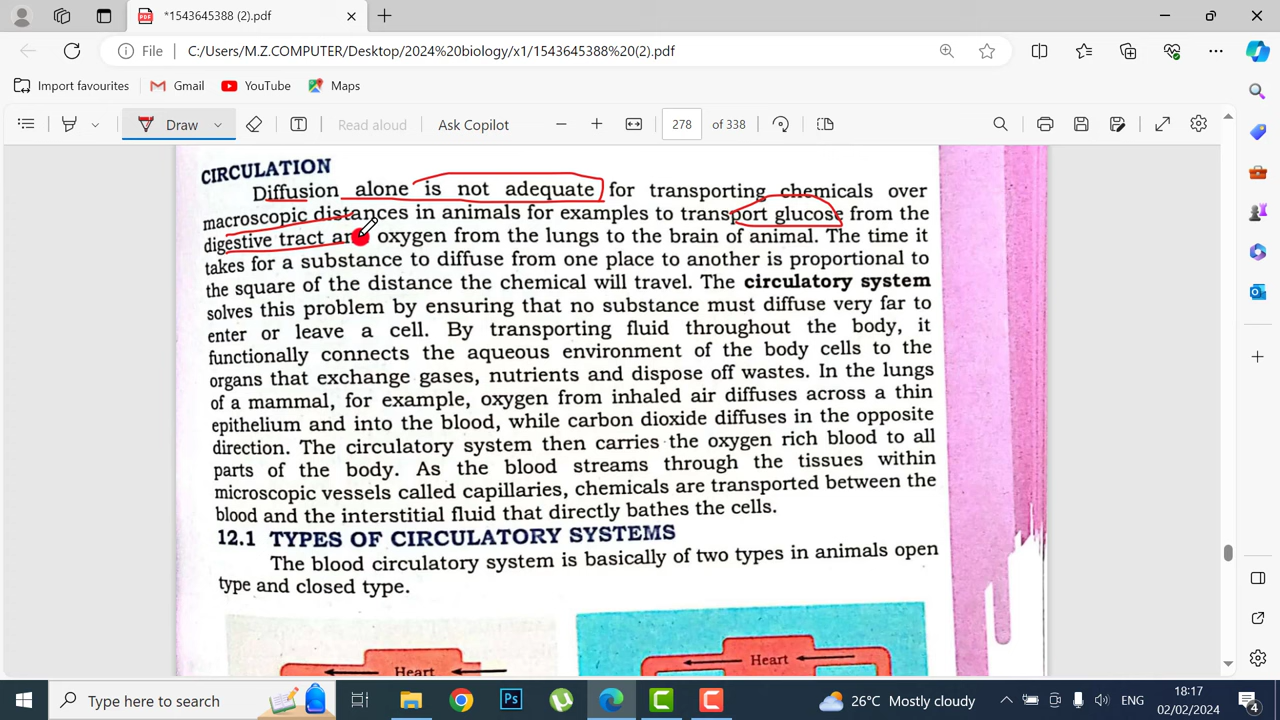 *1543645388 (2).pdf
File
C:/Users/M.Z.COMPUTER/Desktop/2024%20biology/x1/1543645388%20(2).pdf
Import favourites
Gmail
YouTube
Maps
Draw
Read aloud
Ask Copilot
278
of 338
CIRCULATION
Diffusion alone is not adequate for transporting chemicals over
macroscopic distances in animals for examples to transport glucose from the
digestive tract and oxygen from the lungs to the brain of animal. The time it
takes for a substance to diffuse from one place to another is proportional to
the square of the distance the chemical will travel. The circulatory system
solves this problem by ensuring that no substance must diffuse very far to
enter or leave a cell. By transporting fluid throughout the body, it
functionally connects the aqueous environment of the body cells to the
organs that exchange gases, nutrients and dispose off wastes. In the lungs
of a mammal, for example, oxygen from inhaled air diffuses across a thin
epithelium and into the blood, while carbon dioxide diffuses in the opposite
direction. The circulatory system then carries the oxygen rich blood to all
parts of the body. As the blood streams through the tissues within
microscopic vessels called capillaries, chemicals are transported between the
blood and the interstitial fluid that directly bathes the cells.
12.1 TYPES OF CIRCULATORY SYSTEMS
The blood circulatory system is basically of two types in animals open
type and closed type.
Heart
Heart
Type here to search
Ps
26°C Mostly cloudy
ENG
18:17
02/02/2024
4